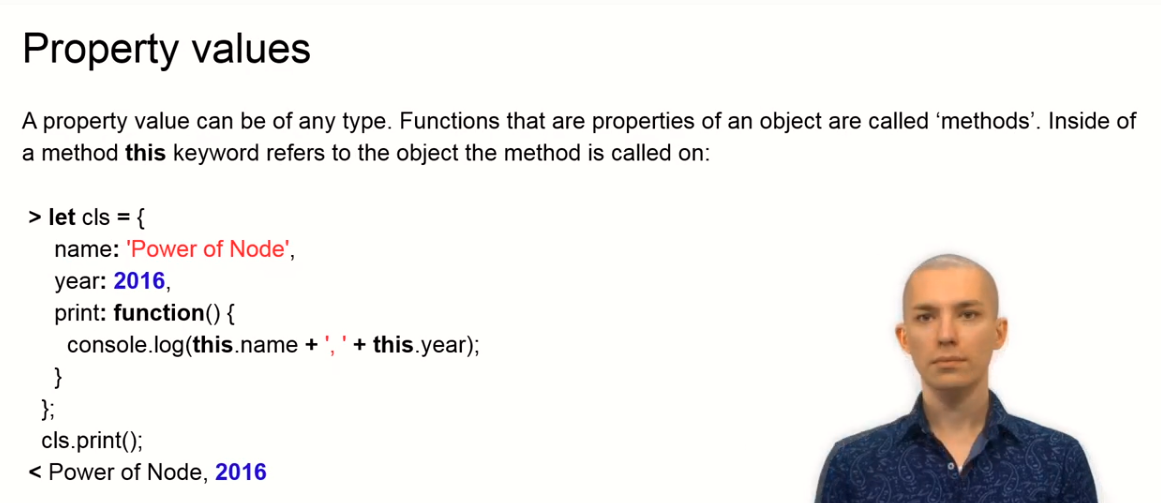 Property values
A property value can be of any type. Functions that are properties of an object are called ‘methods’. Inside of
a method this keyword refers to the object the method is called on:
> let cls = {
name: 'Power of Node',
year: 2016,
print: function() {
console.log(this.name + ', ' + this.year);
}
};
cls.print();
< Power of Node, 2016